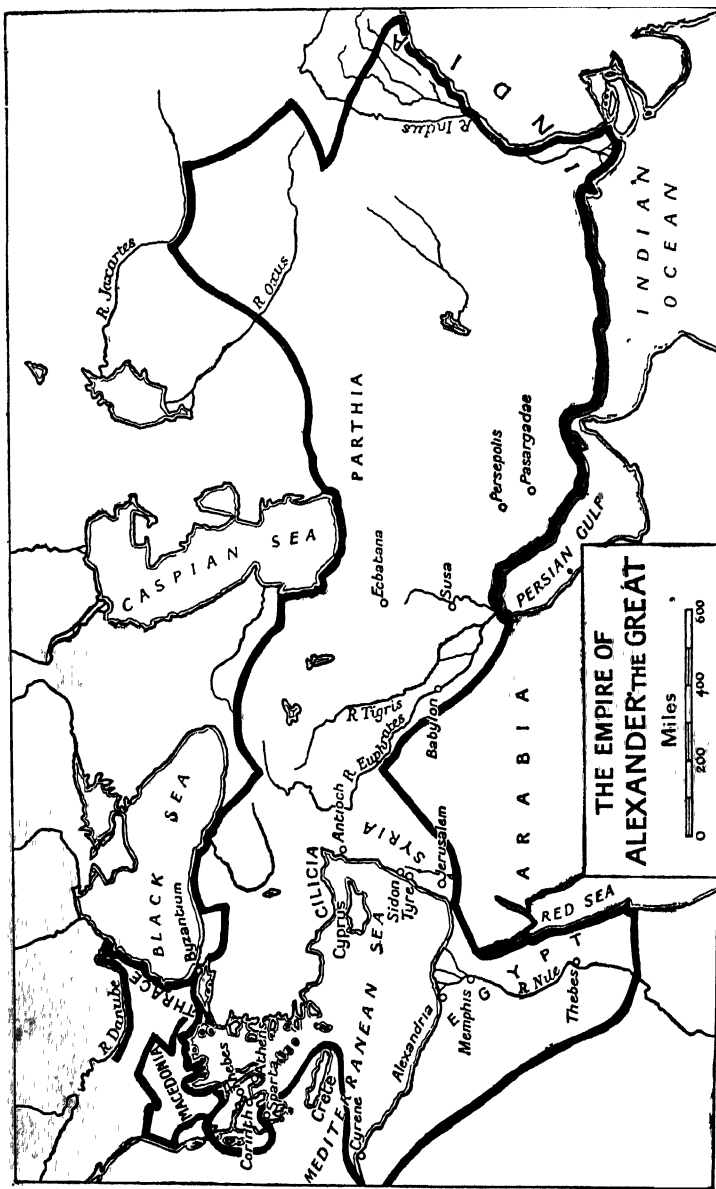 THE EMPIRE OF
ALEXANDER THE GREAT
Miles
0 200 400 600
R. Danube
THRACE
MACEDONIA
BLACK SEA
Byzantium
Thebes
Athens
Corinth
Sparta
Crete
MEDITERRANEAN SEA
Cyrene
Alexandria
Memphis
EGYPT
R Nile
Thebes
RED SEA
CILICIA
Cyprus
Antioch
SYRIA
Sidon
Tyre
Jerusalem
ARABIA
R Tigris
R Euphrates
Babylon
CASPIAN SEA
Ecbatana
Susa
PERSIAN GULF
PARTHIA
Persepolis
Pasargadae
R Jaxartes
R Oxus
R Indus
INDIA
INDIAN
OCEAN